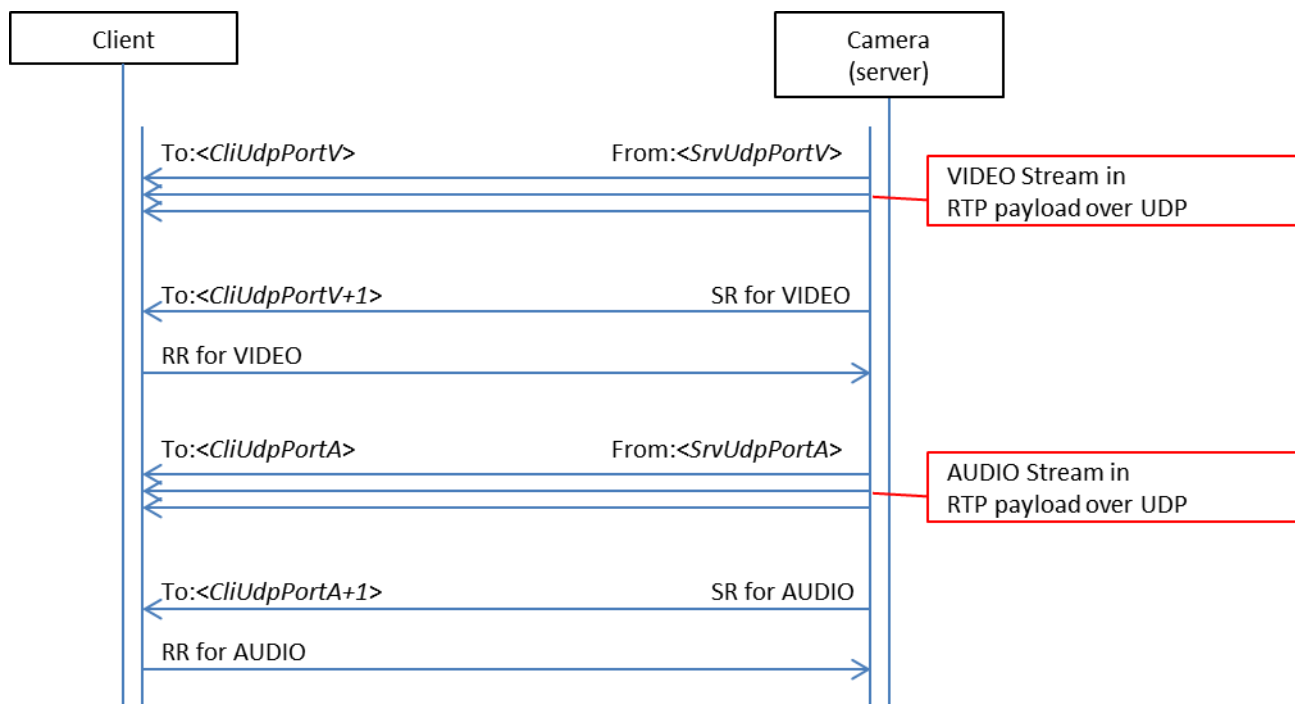 Client
Camera
(server)
To:<CliUdpPortV>
From:<SrvUdpPortV>
VIDEO Stream in
RTP payload over UDP
To:<CliUdpPortV+1>
SR for VIDEO
RR for VIDEO
To:<CliUdpPortA>
From:<SrvUdpPortA>
AUDIO Stream in
RTP payload over UDP
To:<CliUdpPortA+1>
SR for AUDIO
RR for AUDIO